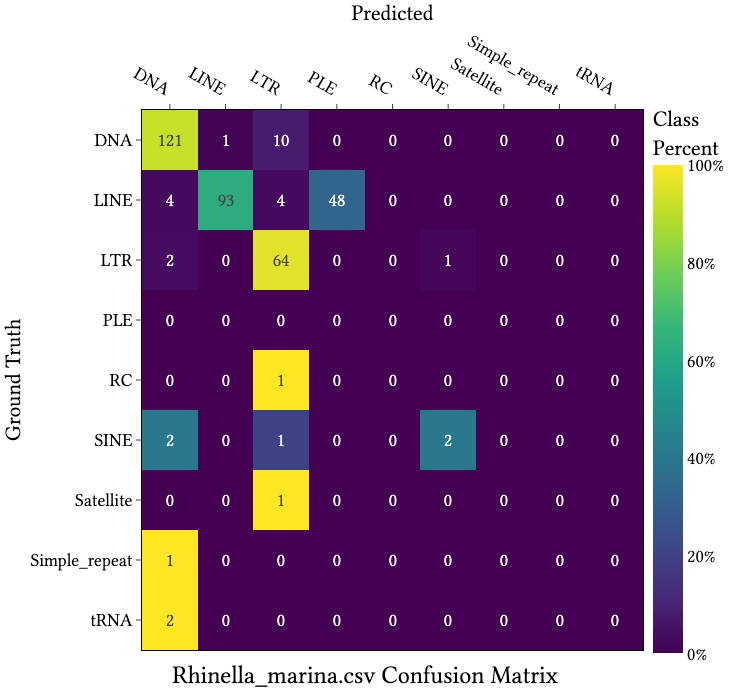 Predicted
DNA LINE LTR PLE RC SINE Satellite Simple_repeat tRNA
Class
Percent
DNA 121 1 10 0 0 0 0 0 0
LINE 4 93 4 48 0 0 0 0 0
LTR 2 0 64 0 0 1 0 0 0
PLE 0 0 0 0 0 0 0 0 0
RC 0 0 1 0 0 0 0 0 0
SINE 2 0 1 0 0 2 0 0 0
Satellite 0 0 1 0 0 0 0 0 0
Simple_repeat 1 0 0 0 0 0 0 0 0
tRNA 2 0 0 0 0 0 0 0 0
Ground Truth
100%
80%
60%
40%
20%
0%
Rhinella_marina.csv Confusion Matrix